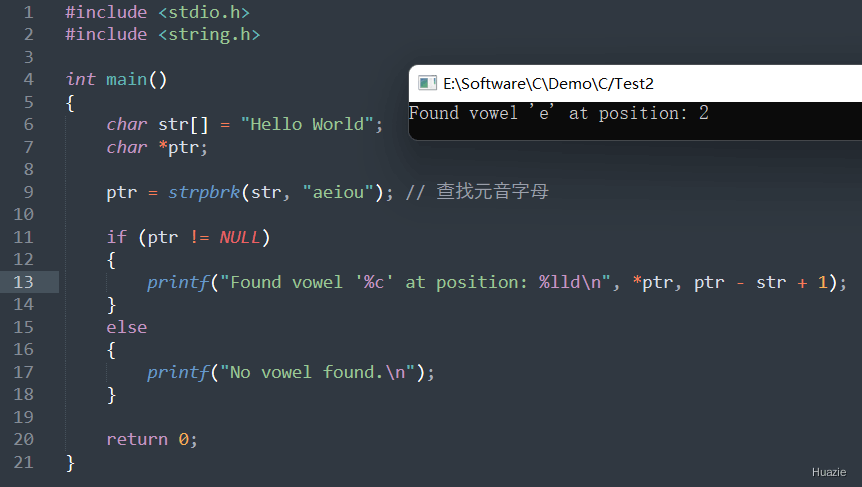 1 #include <stdio.h>
2 #include <string.h>
3
4 int main()
5 {
6     char str[] = "Hello World";
7     char *ptr;
8
9     ptr = strpbrk(str, "aeiou"); // 查找元音字母
10
11     if (ptr != NULL)
12     {
13         printf("Found vowel '%c' at position: %lld\n", *ptr, ptr - str + 1);
14     }
15     else
16     {
17         printf("No vowel found.\n");
18     }
19
20     return 0;
21 }
E:\Software\C\Demo\C/Test2
Found vowel 'e' at position: 2
Huazie